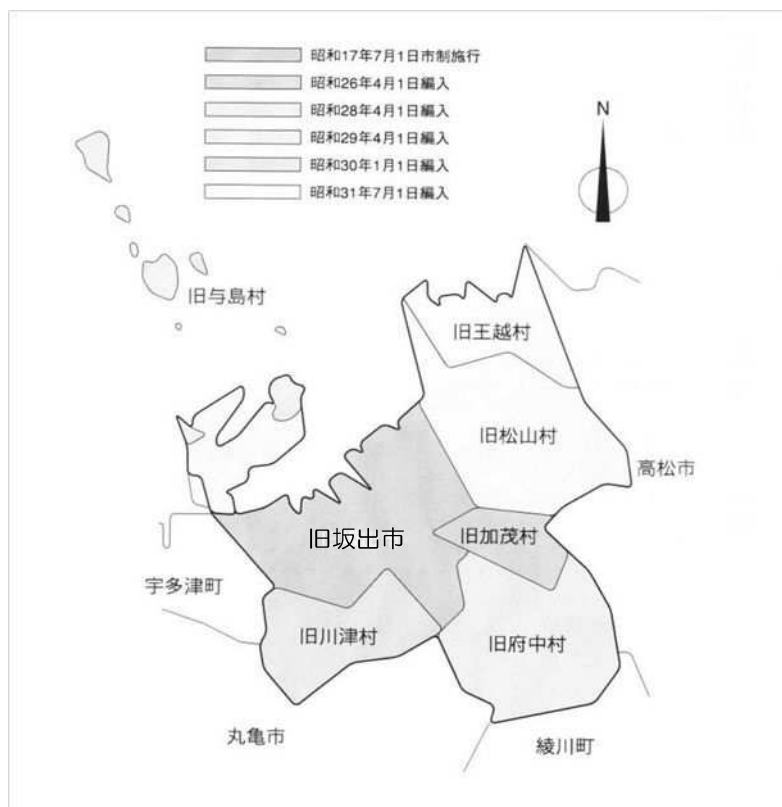 昭和17年7月1日市制施行
昭和26年4月1日編入
昭和28年4月1日編入
昭和29年4月1日編入
昭和30年1月1日編入
昭和31年7月1日編入
N
旧与島村
旧王越村
旧松山村
高松市
旧坂出市
旧加茂村
宇多津町
旧川津村
旧府中村
丸亀市
綾川町